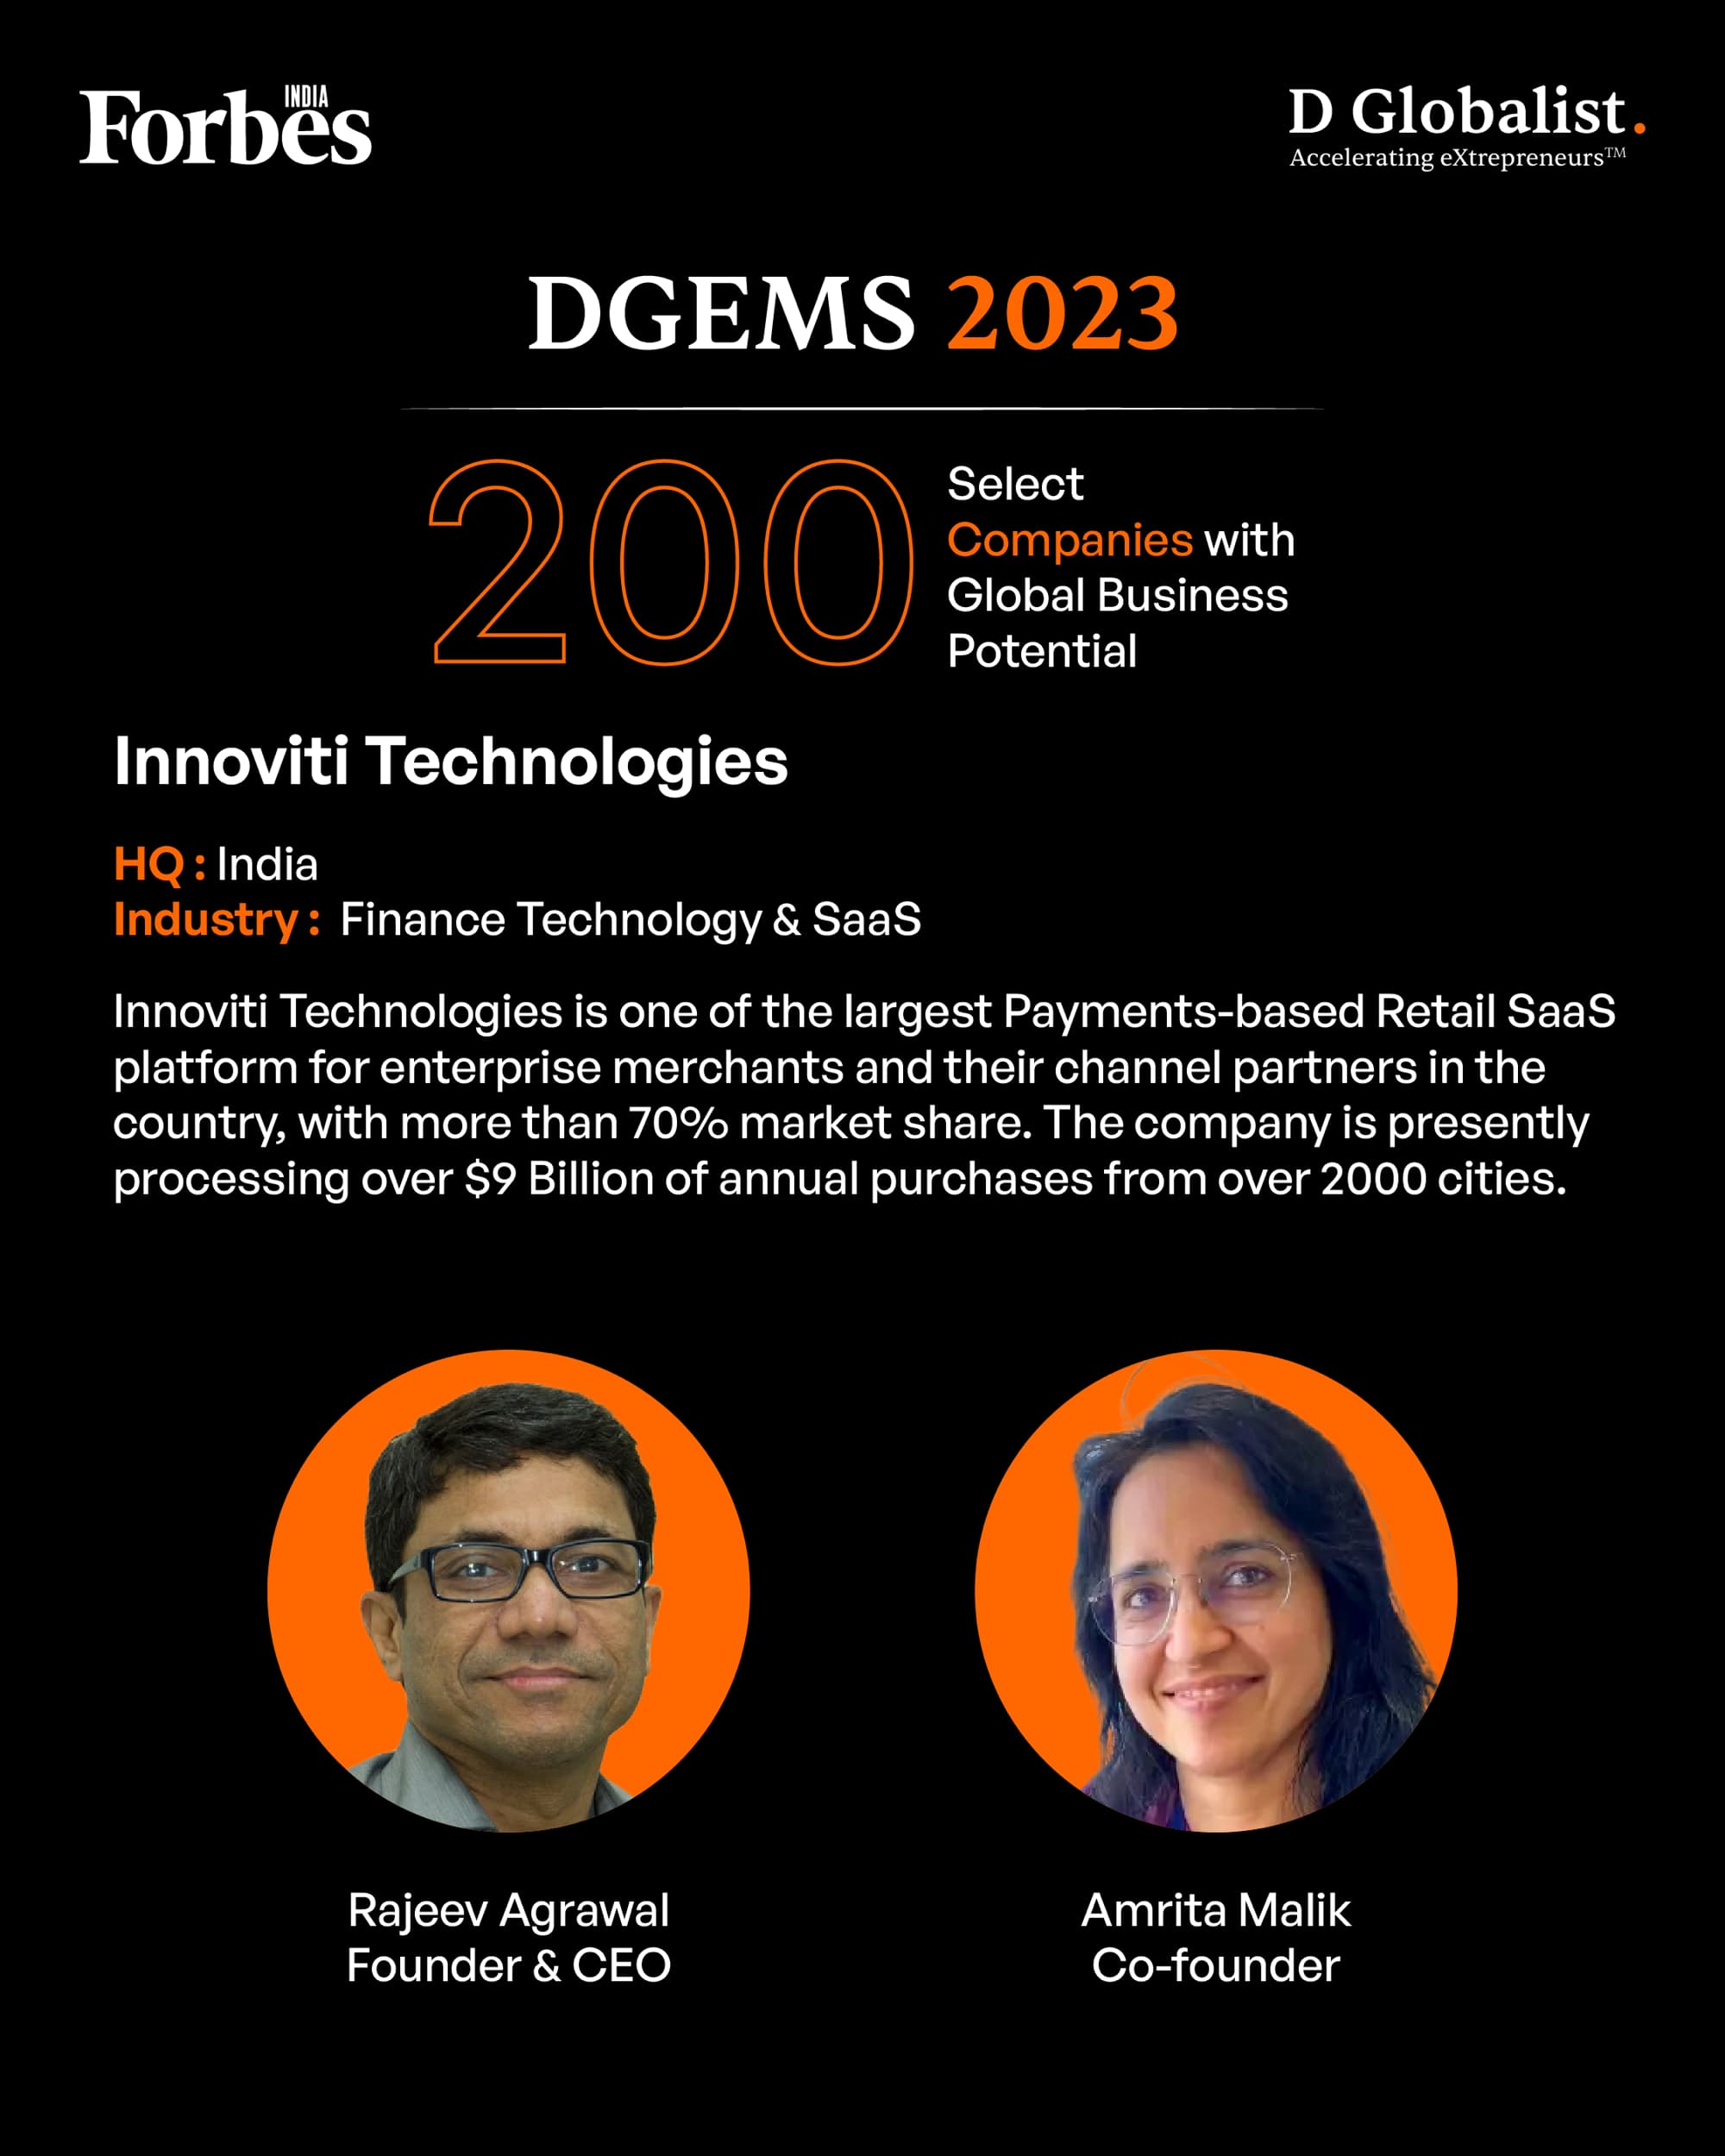 Forbes INDIA
D Globalist.
Accelerating eXtrepreneurs™
DGEMS 2023
200
Select
Companies with
Global Business
Potential
Innoviti Technologies
HQ : India
Industry : Finance Technology & SaaS
Innoviti Technologies is one of the largest Payments-based Retail SaaS
platform for enterprise merchants and their channel partners in the
country, with more than 70% market share. The company is presently
processing over $9 Billion of annual purchases from over 2000 cities.
Rajeev Agrawal
Founder & CEO
Amrita Malik
Co-founder